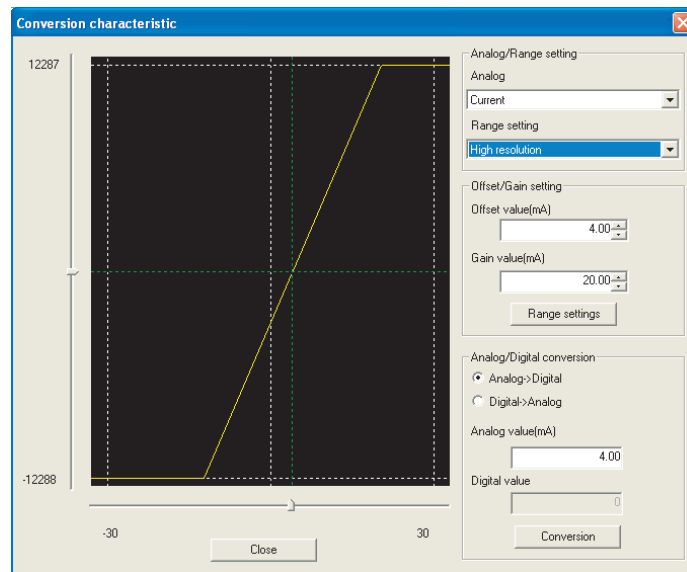 Conversion characteristic
12287
-12288
-30
30
Close
Analog/Range setting
Analog
Current
Range setting
High resolution
Offset/Gain setting
Offset value(mA)
4.00
Gain value(mA)
20.00
Range settings
Analog/Digital conversion
Analog->Digital
Digital->Analog
Analog value(mA)
4.00
Digital value
0
Conversion